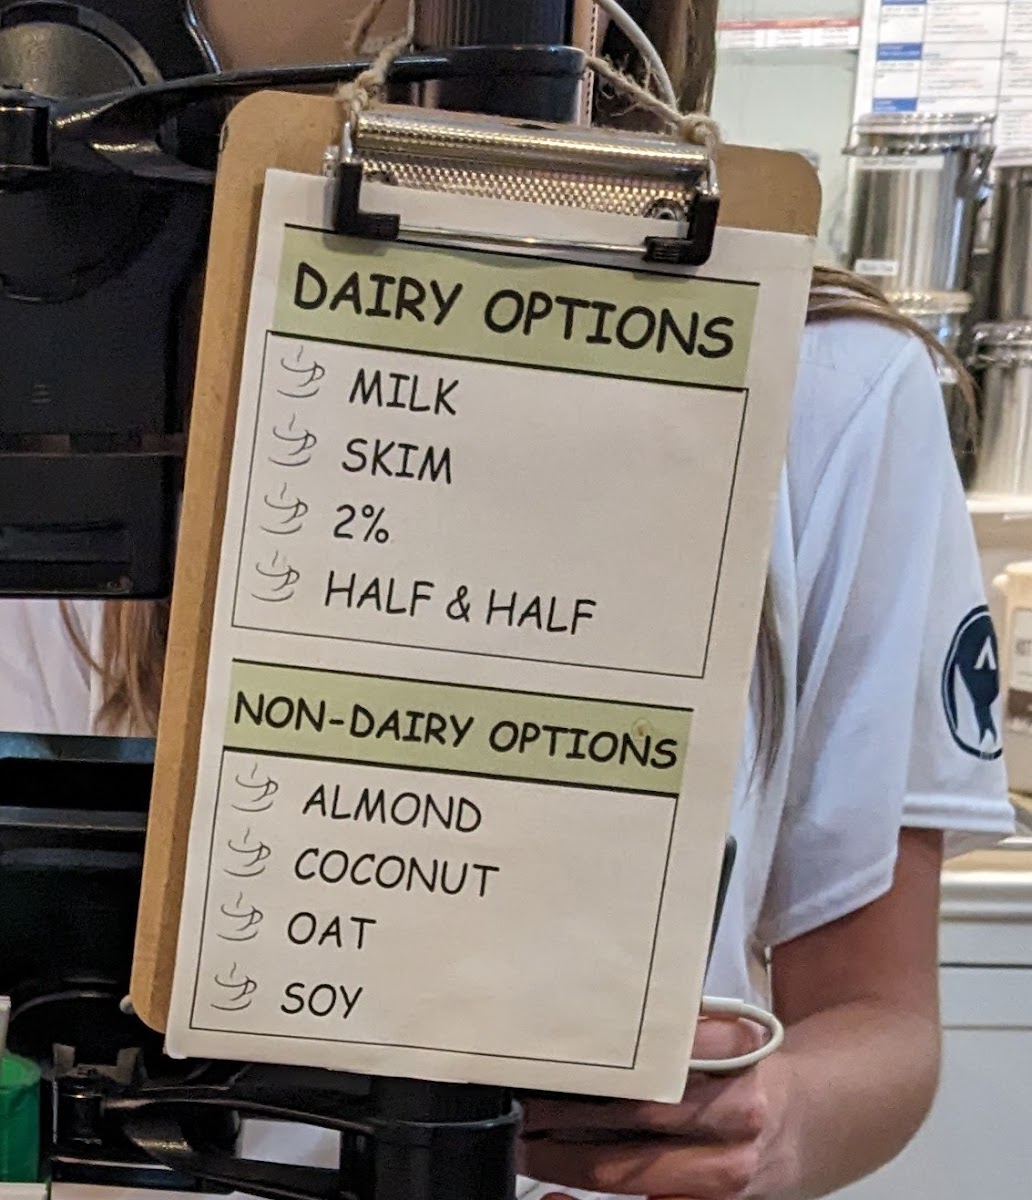 DAIRY OPTIONS
MILK
SKIM
2%
HALF & HALF
NON-DAIRY OPTIONS
ALMOND
COCONUT
OAT
SOY